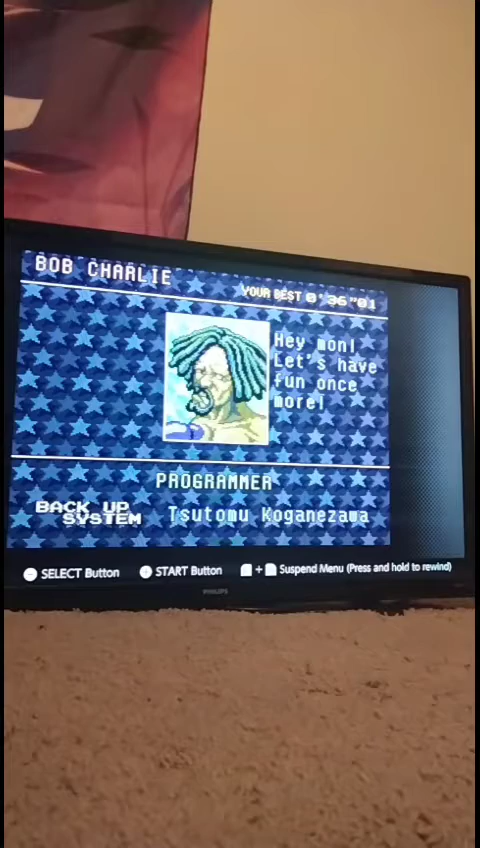 BOB CHARLIE
YOUR BEST 0'36"01
Hey mon!
Let's have
fun once
more!
PROGRAMMER
BACK UP
SYSTEM
Tsutomu Koganezawa
SELECT Button
START Button
+ Suspend Menu (Press and hold to rewind)
PHILIPS